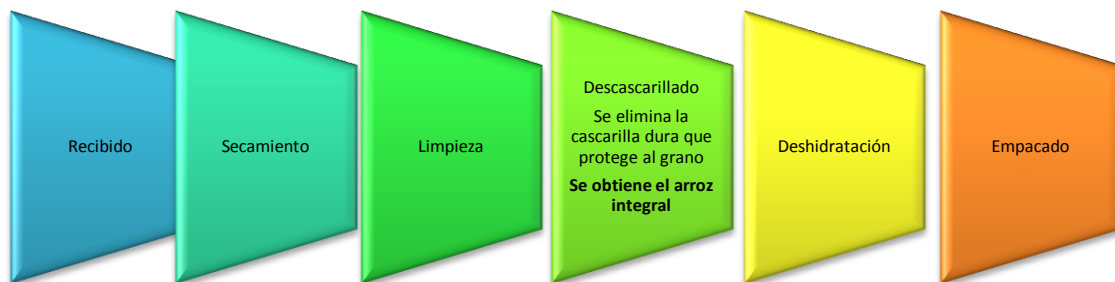 Recibido
Secamiento
Limpieza
Descascarillado
Se elimina la
cascarilla dura que
protege al grano
Se obtiene el arroz
integral
Deshidratación
Empacado